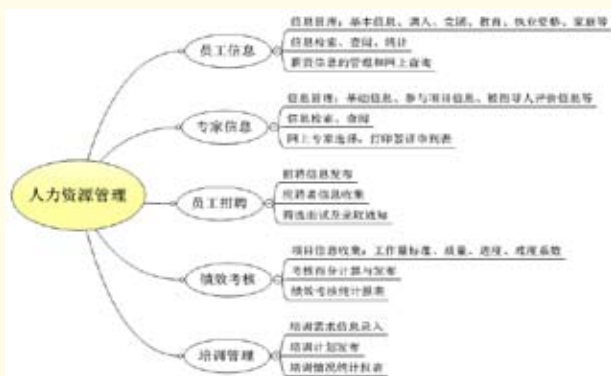 信息管理：基本信息、调入、党团、教育、执业资格、家庭等
员工信息
信息检索、查阅、统计
薪资信息的管理和网上查询
信息管理：基础信息、参与项目信息、被指导人评价信息等
专家信息
信息检索、查阅
网上专家选择，打印签评审列表
人力资源管理
招聘信息发布
员工招聘
应聘者信息收集
筛选面试及录取通知
项目信息收集：工作量标准、质量、进度、难度系数
绩效考核
考核得分计算与发布
绩效考核统计报表
培训需求信息录入
培训管理
培训计划发布
培训情况统计报表